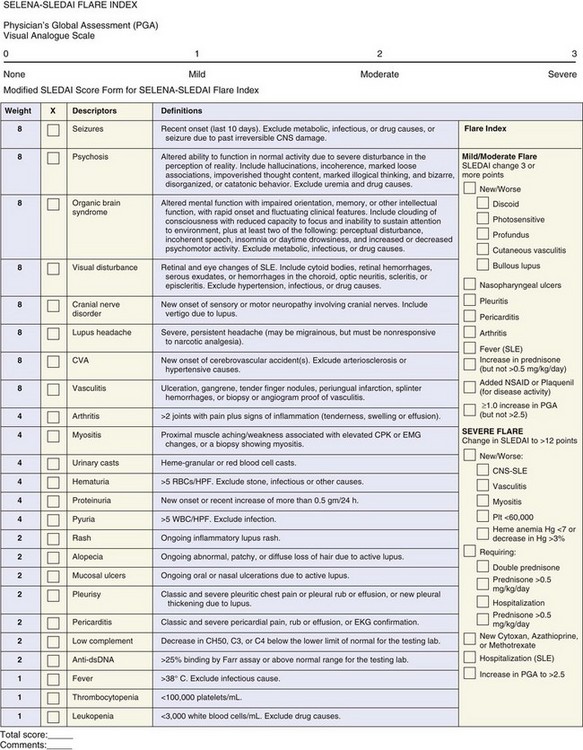 SELENA-SLEDAI FLARE INDEX
Physician's Global Assessment (PGA)
Visual Analogue Scale
0 1 2 3
None Mild Moderate Severe
Modified SLEDAI Score Form for SELENA-SLEDAI Flare Index
Weight X Descriptors Definitions
8 Seizures Recent onset (last 10 days). Exclude metabolic, infectious, or drug causes, or
seizure due to past irreversible CNS damage.
8 Psychosis Altered ability to function in normal activity due to severe disturbance in the
perception of reality. Include hallucinations, incoherence, marked loose
associations, impoverished thought content, marked illogical thinking, and bizarre,
disorganized, or catatonic behavior. Exclude uremia and drug causes.
8 Organic brain
syndrome
Altered mental function with impaired orientation, memory, or other intellectual
function, with rapid onset and fluctuating clinical features. Include clouding of
consciousness with reduced capacity to focus and inability to sustain attention
to environment, plus at least two of the following: perceptual disturbance,
incoherent speech, insomnia or daytime drowsiness, and increased or decreased
psychomotor activity. Exclude metabolic, infectious, or drug causes.
8 Visual disturbance Retinal and eye changes of SLE. Include cytoid bodies, retinal hemorrhages,
serous exudates, or hemorrhages in the choroid, optic neuritis, scleritis, or
episcleritis. Exclude hypertension, infectious, or drug causes.
8 Cranial nerve
disorder
New onset of sensory or motor neuropathy involving cranial nerves. Include
vertigo due to lupus.
8 Lupus headache Severe, persistent headache (may be migrainous, but must be nonresponsive
to narcotic analgesia).
8 CVA New onset of cerebrovascular accident(s). Exlcude arteriosclerosis or
hypertensive causes.
8 Vasculitis Ulceration, gangrene, tender finger nodules, periungual infarction, splinter
hemorrhages, or biopsy or angiogram proof of vasculitis.
4 Arthritis >2 joints with pain plus signs of inflammation (tenderness, swelling or effusion).
4 Myositis Proximal muscle aching/weakness associated with elevated CPK or EMG
changes, or a biopsy showing myositis.
4 Urinary casts Heme-granular or red blood cell casts.
4 Hematuria >5 RBCs/HPF. Exclude stone, infectious or other causes.
4 Proteinuria New onset or recent increase of more than 0.5 gm/24 h.
4 Pyuria >5 WBC/HPF. Exclude infection.
2 Rash Ongoing inflammatory lupus rash.
2 Alopecia Ongoing abnormal, patchy, or diffuse loss of hair due to active lupus.
2 Mucosal ulcers Ongoing oral or nasal ulcerations due to active lupus.
2 Pleurisy Classic and severe pleuritic chest pain or pleural rub or effusion, or new pleural
thickening due to lupus.
2 Pericarditis Classic and severe pericardial pain, rub or effusion, or EKG confirmation.
2 Low complement Decrease in CH50, C3, or C4 below the lower limit of normal for the testing lab.
2 Anti-dsDNA >25% binding by Farr assay or above normal range for the testing lab.
1 Fever >38° C. Exclude infectious cause.
1 Thrombocytopenia <100,000 platelets/mL.
1 Leukopenia <3,000 white blood cells/mL. Exclude drug causes.
Flare Index
Mild/Moderate Flare
SLEDAI change 3 or
more points
New/Worse
Discoid
Photosensitive
Profundus
Cutaneous vasculitis
Bullous lupus
Nasopharyngeal ulcers
Pleuritis
Pericarditis
Arthritis
Fever (SLE)
Increase in prednisone
(but not >0.5 mg/kg/day)
Added NSAID or Plaquenil
(for disease activity)
≥1.0 increase in PGA
(but not >2.5)
SEVERE FLARE
Change in SLEDAI to >12 points
New/Worse:
CNS-SLE
Vasculitis
Myositis
Plt <60,000
Heme anemia Hg <7 or
decrease in Hg >3%
Requiring:
Double prednisone
Prednisone >0.5
mg/kg/day
Hospitalization
Prednisone >0.5
mg/kg/day
New Cytoxan, Azathioprine,
or Methotrexate
Hospitalization (SLE)
Increase in PGA to >2.5
Total score:_____
Comments:_____